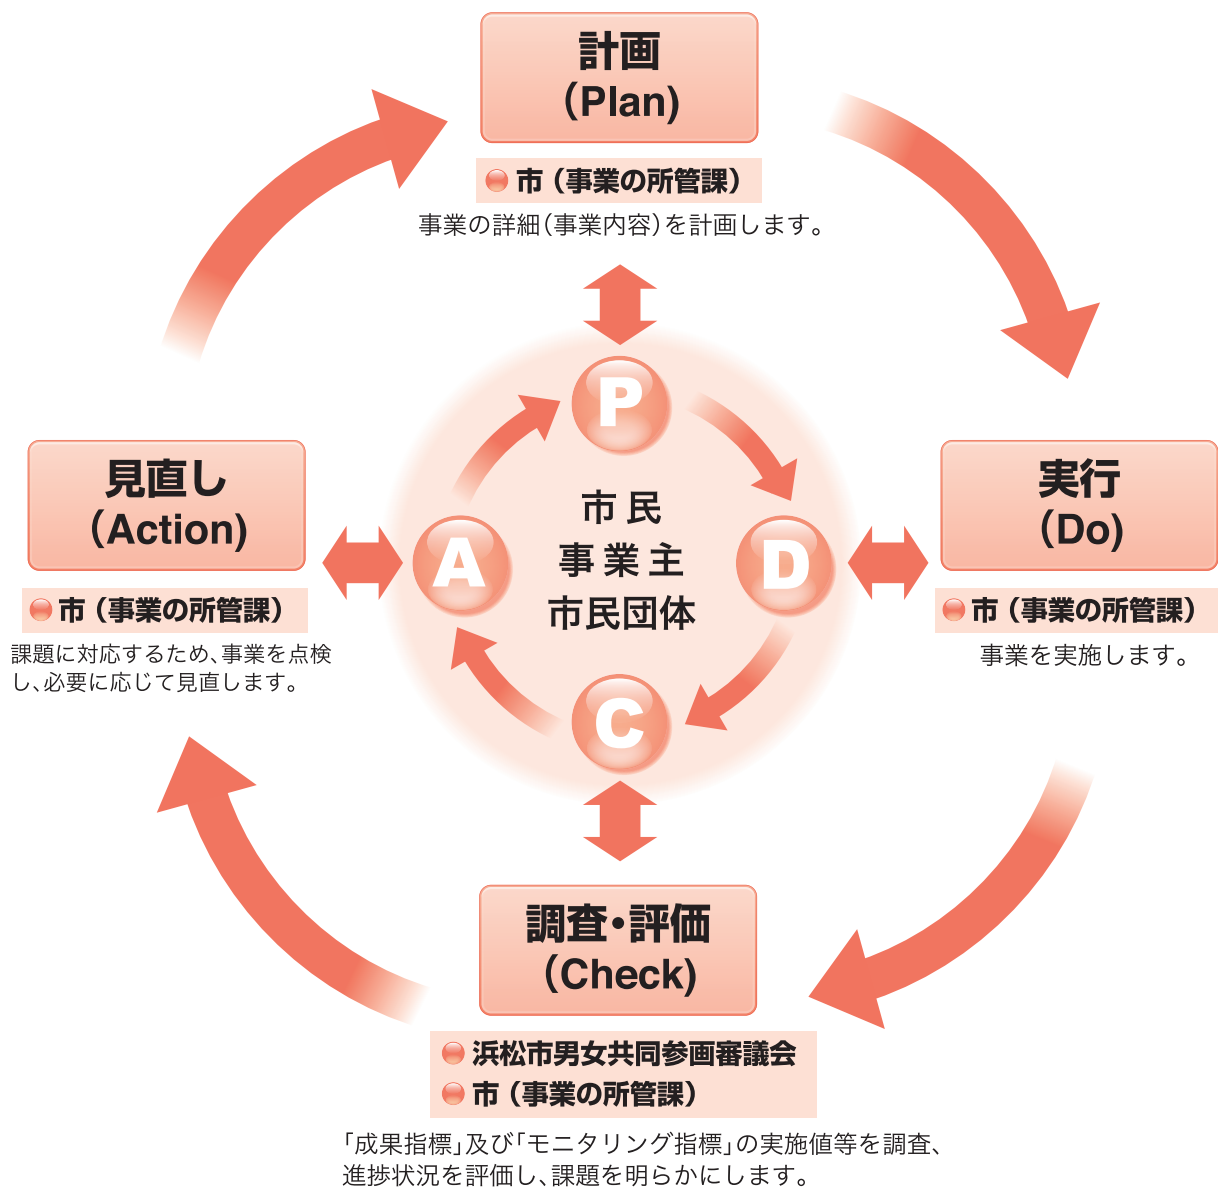 計画
（Plan)
市（事業の所管課）
事業の詳細（事業内容）を計画します。
P
見直し
（Action)
市（事業の所管課）
課題に対応するため、事業を点検
し、必要に応じて見直します。
A
市民
事業主
市民団体
D
実行
（Do)
市（事業の所管課）
事業を実施します。
C
調査・評価
（Check)
浜松市男女共同参画審議会
市（事業の所管課）
「成果指標」及び「モニタリング指標」の実施値等を調査、
進捗状況を評価し、課題を明らかにします。